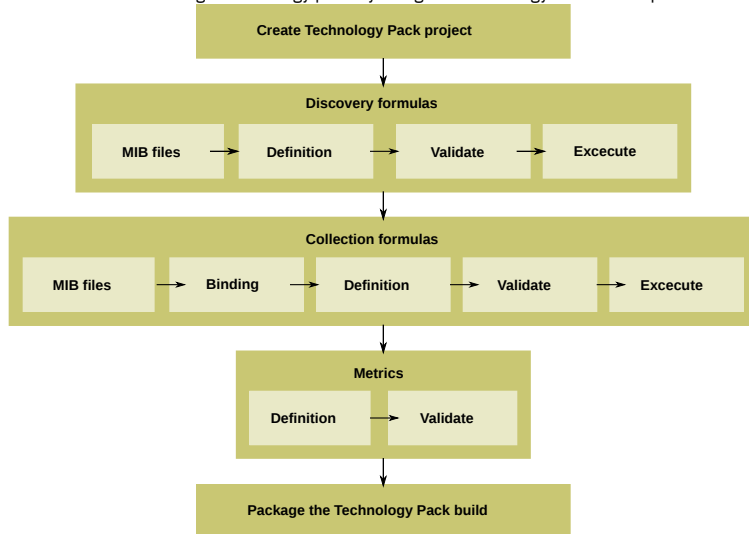 Create Technology Pack project
Discovery formulas
MIB files
Definition
Validate
Excecute
Collection formulas
MIB files
Binding
Definition
Validate
Excecute
Metrics
Definition
Validate
Package the Technology Pack build